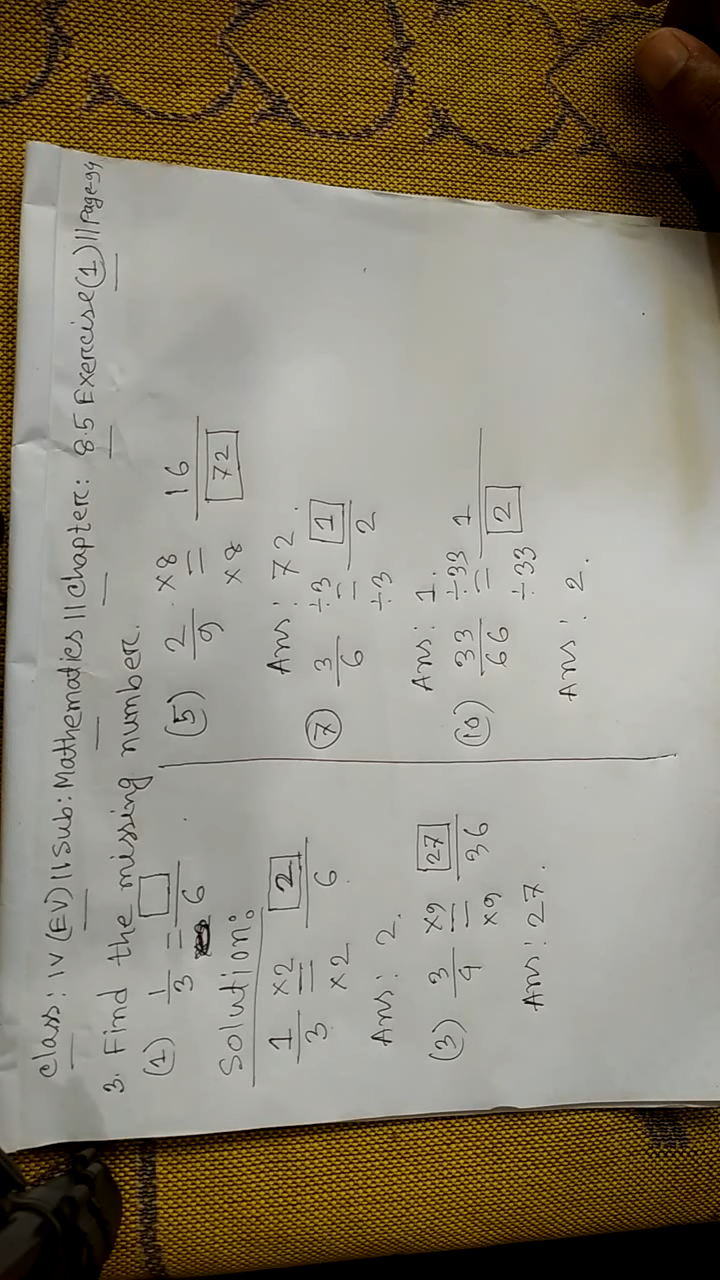 Class: IV (EV) || Sub: Mathematics || Chapter: 8.5 Exercise (1) || Page-94
3. Find the missing number.
(1) 1/3 = □/6
Solution:
1/3 ×2/×2 = 2/6
Ans: 2.
(3) 3/4 ×9/×9 = 27/36
Ans: 27.
(5) 2/9 ×8/×8 = 16/72
Ans: 72.
(7) 3/6 ÷3/÷3 = 1/2
Ans: 1.
(10) 33/66 ÷33/÷33 = 1/2
Ans: 2.